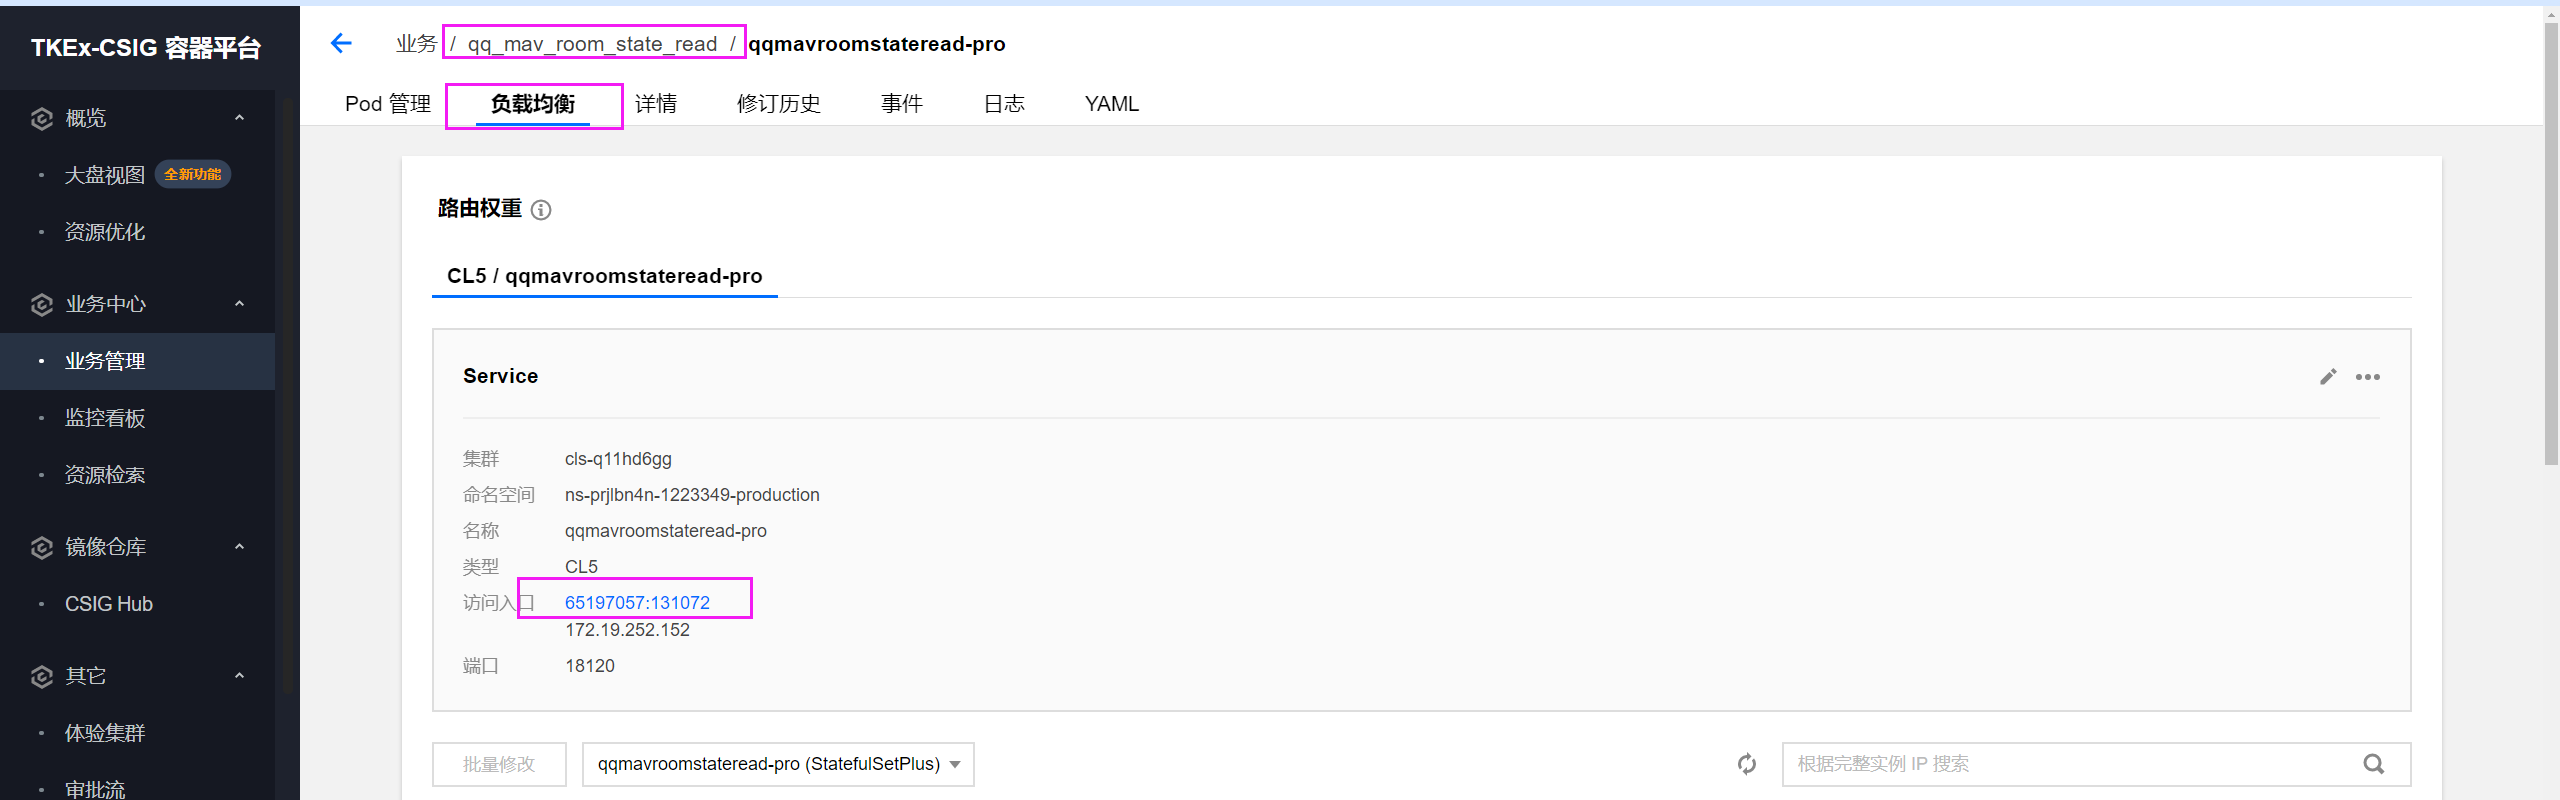 TKEx-CSIG 容器平台
概览
大盘视图 全新功能
资源优化
业务中心
业务管理
监控看板
资源检索
镜像仓库
CSIG Hub
其它
体验集群
审批流
业务 / qq_mav_room_state_read / qqmavroomstateread-pro
Pod 管理 负载均衡 详情 修订历史 事件 日志 YAML
路由权重
CL5 / qqmavroomstateread-pro
Service
集群 cls-q11hd6gg
命名空间 ns-prjlbn4n-1223349-production
名称 qqmavroomstateread-pro
类型 CL5
访问入口 65197057:131072
172.19.252.152
端口 18120
批量修改 qqmavroomstateread-pro (StatefulSetPlus) 根据完整实例 IP 搜索